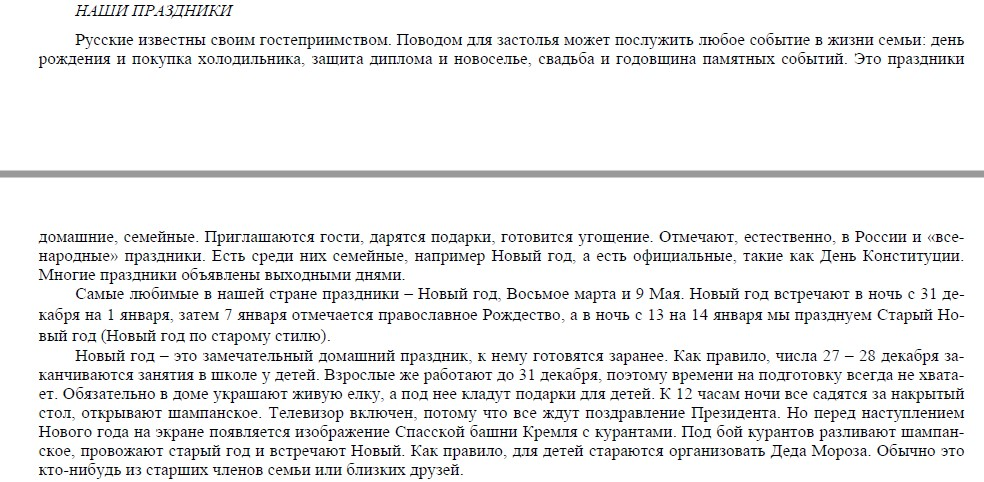 НАШИ ПРАЗДНИКИ
Русские известны своим гостеприимством. Поводом для застолья может послужить любое событие в жизни семьи: день
рождения и покупка холодильника, защита диплома и новоселье, свадьба и годовщина памятных событий. Это праздники
домашние, семейные. Приглашаются гости, дарятся подарки, готовится угощение. Отмечают, естественно, в России и «все-
народные» праздники. Есть среди них семейные, например Новый год, а есть официальные, такие как День Конституции.
Многие праздники объявлены выходными днями.
Самые любимые в нашей стране праздники – Новый год, Восьмое марта и 9 Мая. Новый год встречают в ночь с 31 де-
кабря на 1 января, затем 7 января отмечается православное Рождество, а в ночь с 13 на 14 января мы празднуем Старый Но-
вый год (Новый год по старому стилю).
Новый год – это замечательный домашний праздник, к нему готовятся заранее. Как правило, числа 27 – 28 декабря за-
канчиваются занятия в школе у детей. Взрослые же работают до 31 декабря, поэтому времени на подготовку всегда не хвата-
ет. Обязательно в доме украшают живую елку, а под нее кладут подарки для детей. К 12 часам ночи все садятся за накрытый
стол, открывают шампанское. Телевизор включен, потому что все ждут поздравление Президента. Но перед наступлением
Нового года на экране появляется изображение Спасской башни Кремля с курантами. Под бой курантов разливают шампан-
ское, провожают старый год и встречают Новый. Как правило, для детей стараются организовать Деда Мороза. Обычно это
кто-нибудь из старших членов семьи или близких друзей.